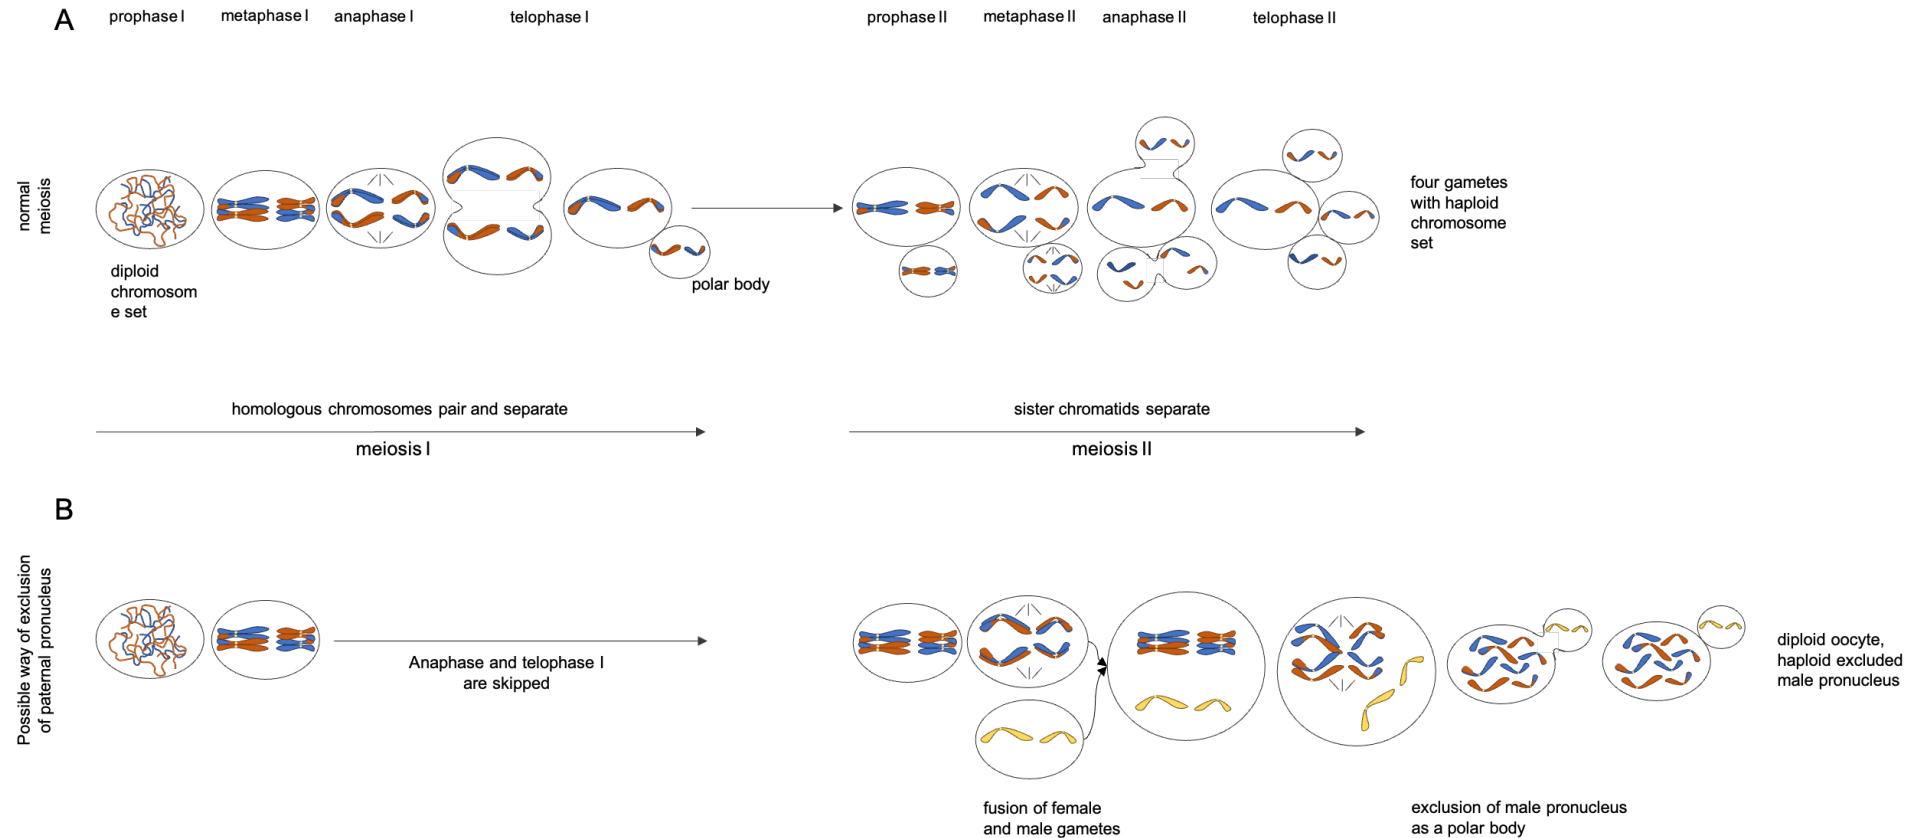 A
prophase I
metaphase I
anaphase I
telophase I
prophase II
metaphase II
anaphase II
telophase II
normal
meiosis
diploid
chromosom
e set
polar body
four gametes
with haploid
chromosome
set
homologous chromosomes pair and separate
meiosis I
sister chromatids separate
meiosis II
B
Possible way of exclusion
of paternal pronucleus
Anaphase and telophase I
are skipped
fusion of female
and male gametes
exclusion of male pronucleus
as a polar body
diploid oocyte,
haploid excluded
male pronucleus